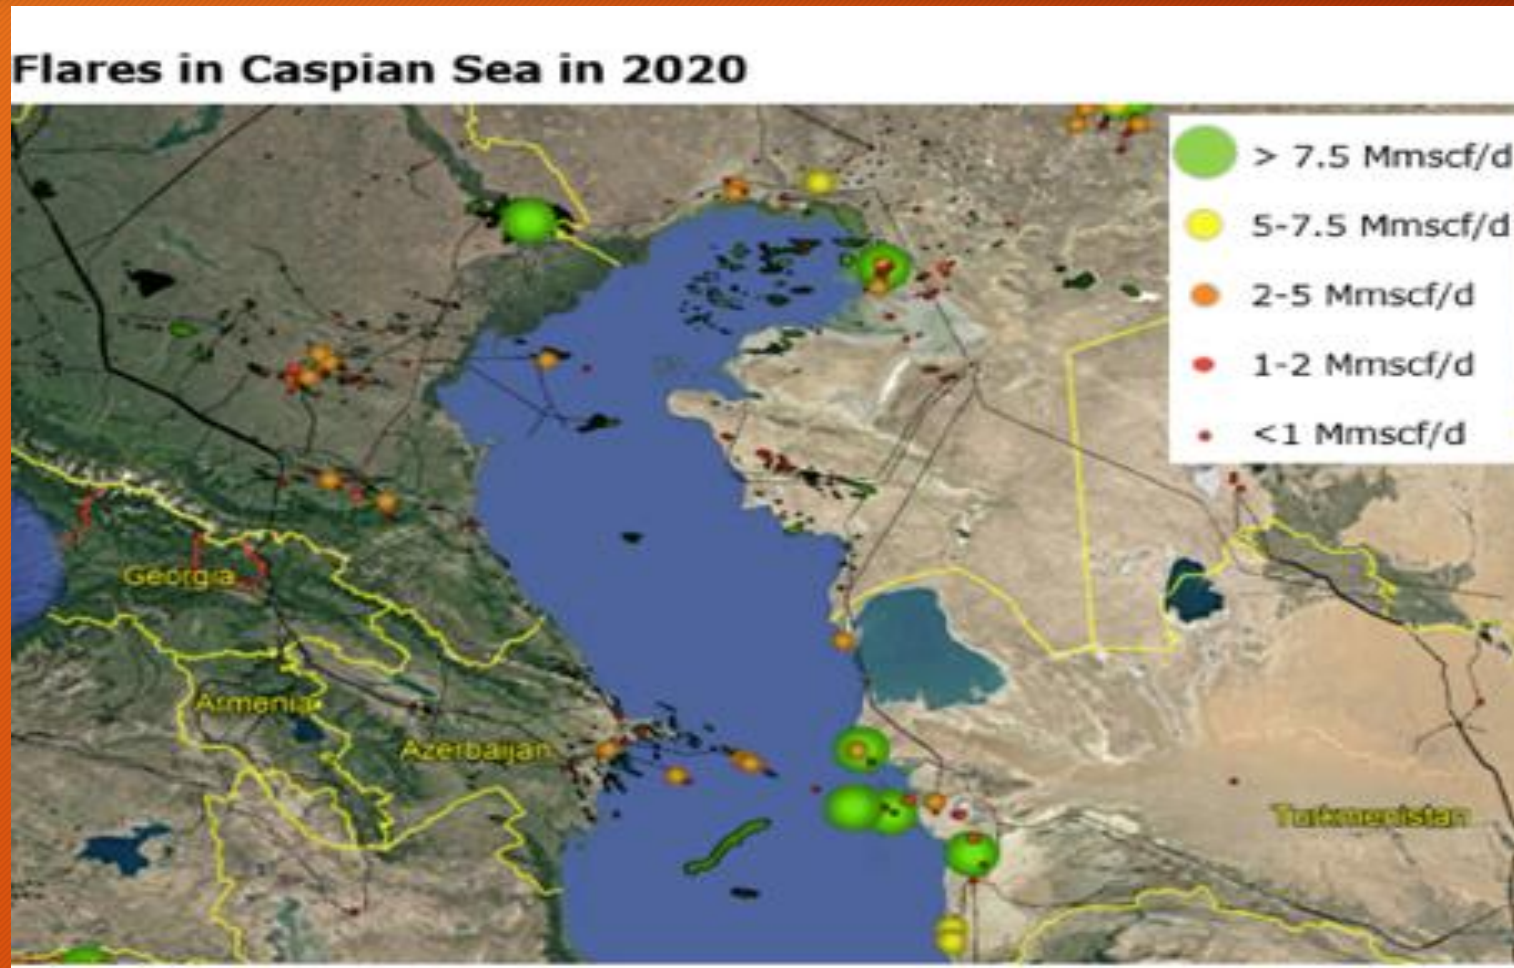 Flares in Caspian Sea in 2020
> 7.5 Mmscf/d
5-7.5 Mmscf/d
2-5 Mmscf/d
1-2 Mmscf/d
<1 Mmscf/d
Georgia
Armenia
Azerbaijan
Turkmenistan